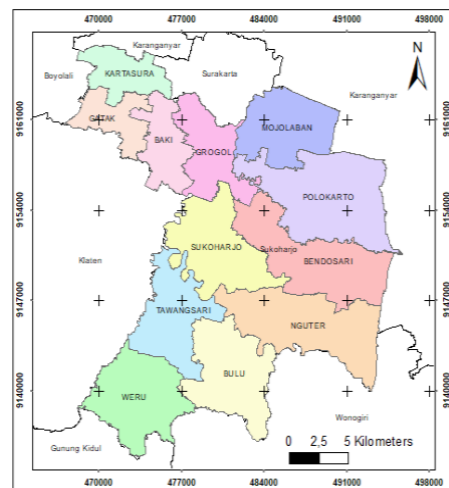 470000 477000 484000 491000 498000
Karanganyar
N
Boyolali
KARTASURA
Surakarta
Karanganyar
9161000
9161000
GATAK
MOJOLABAN
BAKI
GROGOL
POLOKARTO
9154000
9154000
SUKOHARJO
Sukoharjo
Klaten
BENDOSARI
9147000
9147000
TAWANGSARI
NGUTER
BULU
9140000
9140000
WERU
Wonogiri
Gunung Kidul
0 2,5 5 Kilometers
470000 477000 484000 491000 498000